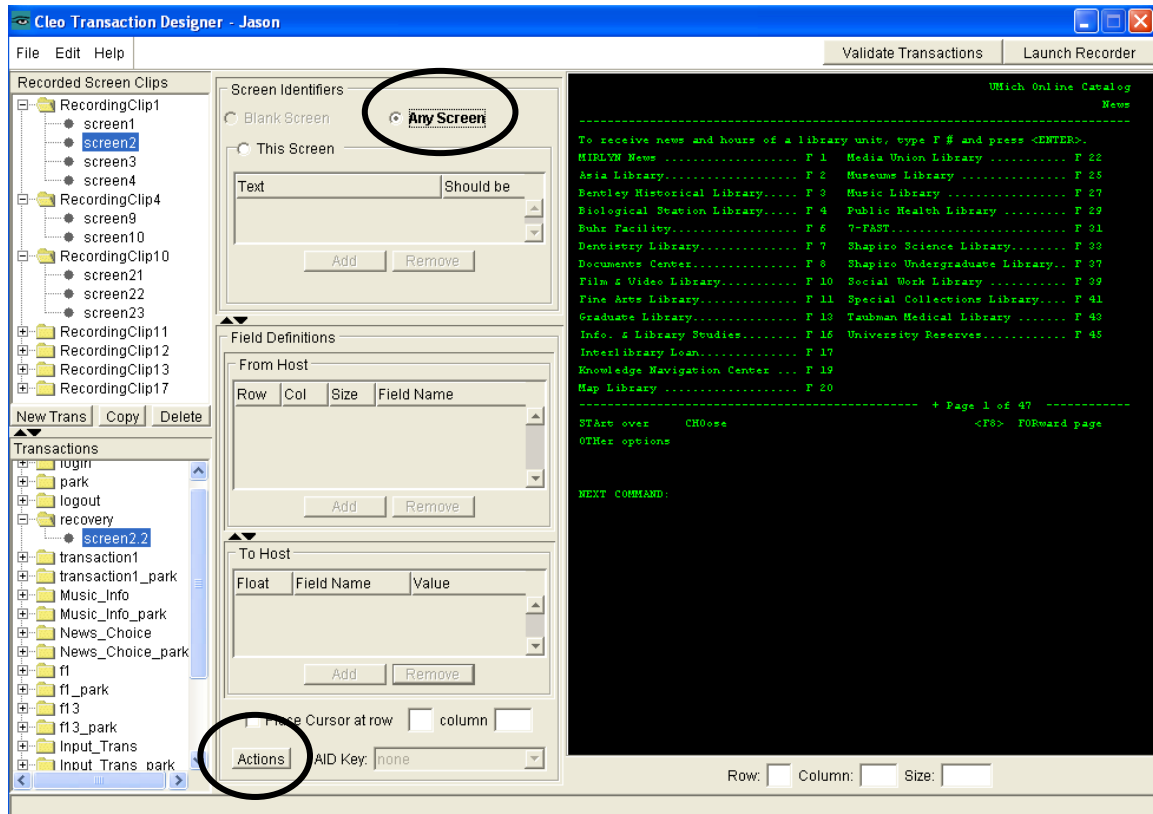 Cleo Transaction Designer - Jason
File Edit Help
Validate Transactions
Launch Recorder
Recorded Screen Clips
RecordingClip1
screen1
screen2
screen3
screen4
RecordingClip4
screen9
screen10
RecordingClip10
screen21
screen22
screen23
RecordingClip11
RecordingClip12
RecordingClip13
RecordingClip17
New Trans Copy Delete
Transactions
login
park
logout
recovery
screen2.2
transaction1
transaction1_park
Music_Info
Music_Info_park
News_Choice
News_Choice_park
f1
f1_park
f13
f13_park
Input_Trans
Input_Trans_park
Screen Identifiers
Blank Screen Any Screen
This Screen
Text Should be
Add Remove
Field Definitions
From Host
Row Col Size Field Name
Add Remove
To Host
Float Field Name Value
Add Remove
Place Cursor at row column
Actions AID Key: none
UMich Online Catalog
News
To receive news and hours of a library unit, type F # and press <ENTER>.
MIRLYN News .................. F 1 Media Union Library ........... F 22
Asia Library.................. F 2 Museums Library ............... F 25
Bentley Historical Library.... F 3 Music Library ................. F 27
Biological Station Library.... F 4 Public Health Library ......... F 29
Buhr Facility................. F 6 7-FAST......................... F 31
Dentistry Library............. F 7 Shapiro Science Library........ F 33
Documents Center.............. F 8 Shapiro Undergraduate Library.. F 37
Film & Video Library.......... F 10 Social Work Library ........... F 39
Fine Arts Library............. F 11 Special Collections Library.... F 41
Graduate Library.............. F 13 Taubman Medical Library ....... F 43
Info. & Library Studies....... F 16 University Reserves............ F 45
Interlibrary Loan............. F 17
Knowledge Navigation Center ... F 19
Map Library .................. F 20
+ Page 1 of 47
STArt over CHOose <F8> FORward page
OTHer options
NEXT COMMAND:
Row: Column: Size: